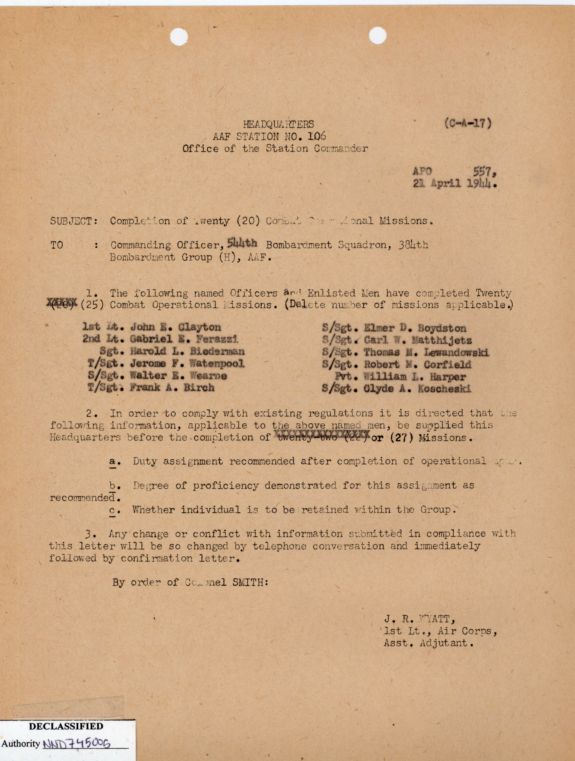 HEADQUARTERS (C-A-17)
AAF STATION NO. 106
Office of the Station Commander
APO 557,
21 April 1944.
SUBJECT: Completion of Twenty (20) Combat Operational Missions.
TO : Commanding Officer, 544th Bombardment Squadron, 384th
Bombardment Group (H), AAF.
1. The following named Officers and Enlisted Men have completed Twenty
(25) Combat Operational Missions. (Delete number of missions applicable.)
1st Lt. John E. Clayton
2nd Lt. Gabriel E. Ferazzi
Sgt. Harold L. Biederman
T/Sgt. Jerome F. Watenpool
S/Sgt. Walter E. Wearne
T/Sgt. Frank A. Birch
S/Sgt. Elmer D. Boydston
S/Sgt. Carl W. Matthijetz
S/Sgt. Thomas M. Lewandowski
S/Sgt. Robert M. Corfield
Pvt. William L. Harper
S/Sgt. Clyde A. Koscheski
2. In order to comply with existing regulations it is directed that the
following information, applicable to the above named men, be supplied this
Headquarters before the completion of twenty-two (22) or (27) Missions.
a. Duty assignment recommended after completion of operational
b. Degree of proficiency demonstrated for this assignment as
recommended.
c. Whether individual is to be retained within the Group.
3. Any change or conflict with information submitted in compliance with
this letter will be so changed by telephone conversation and immediately
followed by confirmation letter.
By order of Colonel SMITH:
J. R. WYATT,
1st Lt., Air Corps,
Asst. Adjutant.
DECLASSIFIED
Authority NND745005